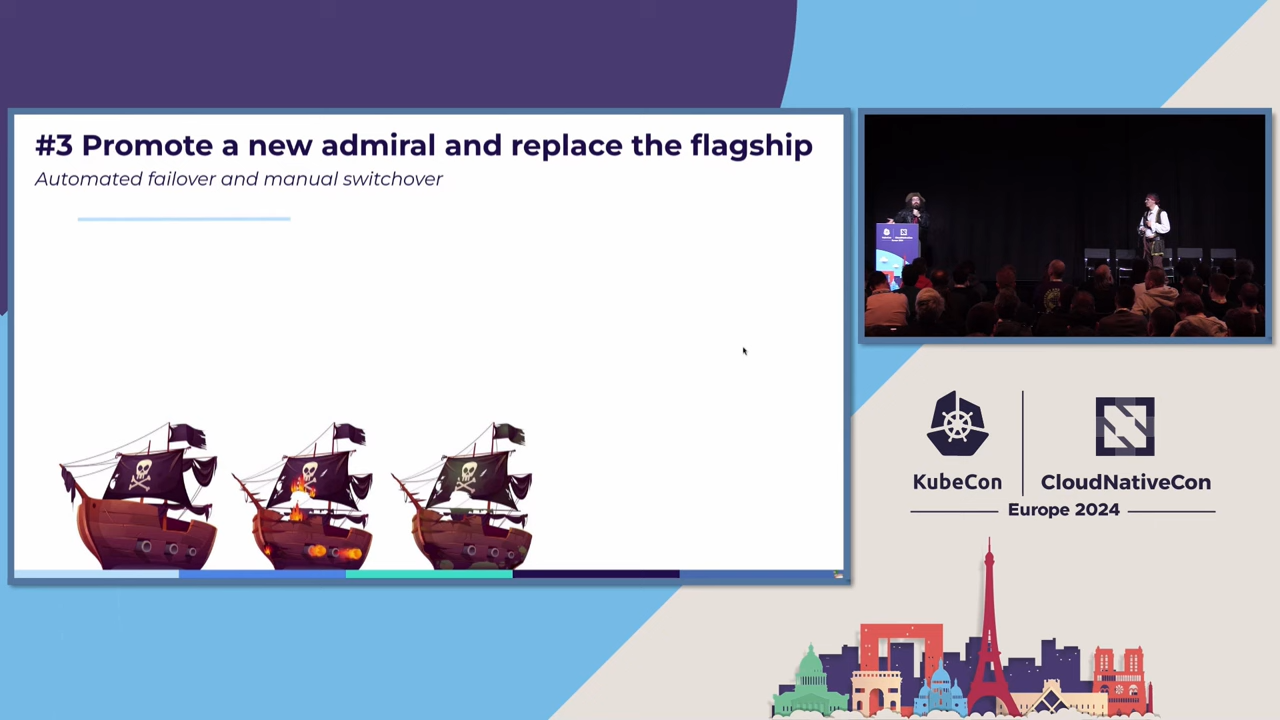 #3 Promote a new admiral and replace the flagship
Automated failover and manual switchover
KubeCon
CloudNativeCon
Europe 2024